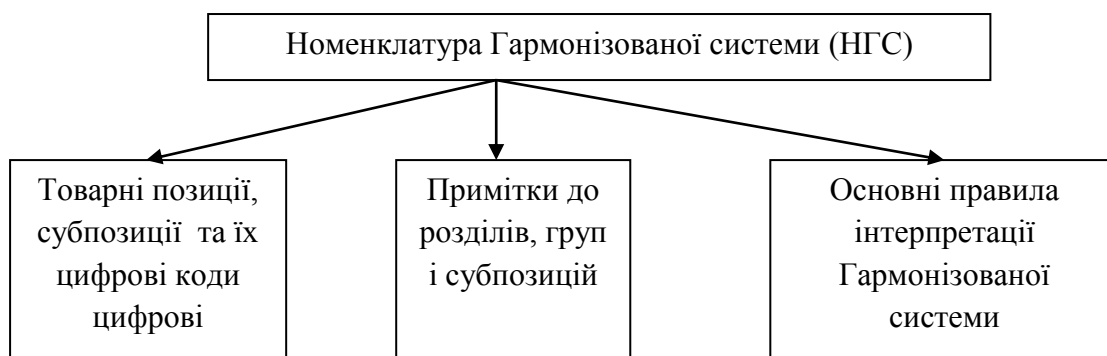 Номенклатура Гармонізованої системи (НГС)
Товарні позиції,
субпозиції та їх
цифрові коди
цифрові
Примітки до
розділів, груп
і субпозицій
Основні правила
інтерпретації
Гармонізованої
системи